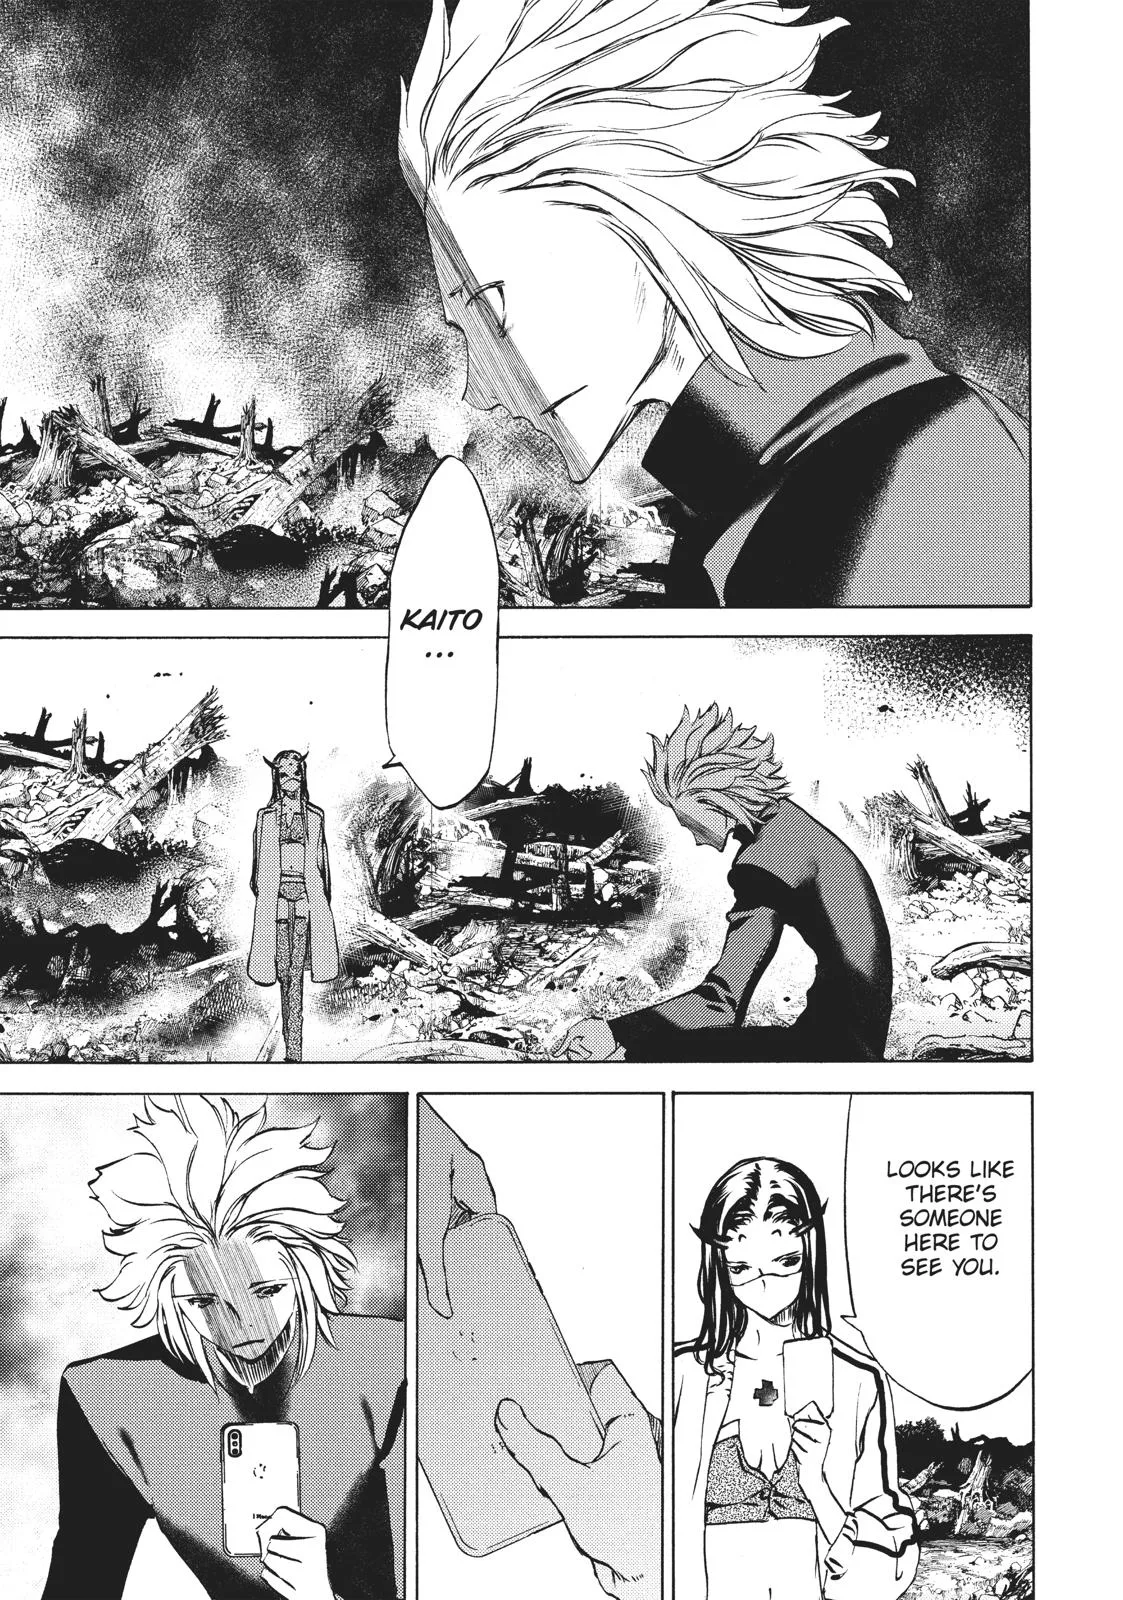 KAITO
...
LOOKS LIKE
THERE'S
SOMEONE
HERE TO
SEE YOU.